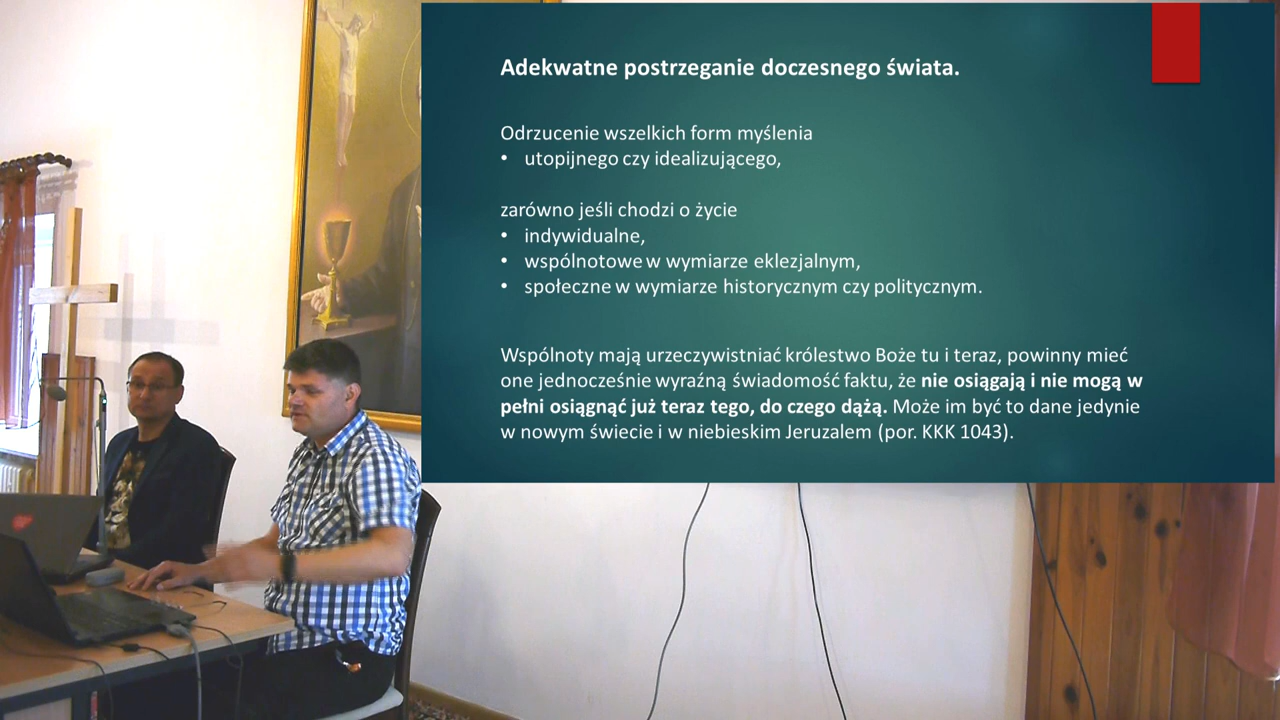 Adekwatne postrzeganie doczesnego świata.
Odrzucenie wszelkich form myślenia
• utopijnego czy idealizującego,
zarówno jeśli chodzi o życie
• indywidualne,
• wspólnotowe w wymiarze eklezjalnym,
• społeczne w wymiarze historycznym czy politycznym.
Wspólnoty mają urzeczywistniać królestwo Boże tu i teraz, powinny mieć
one jednocześnie wyraźną świadomość faktu, że nie osiągają i nie mogą w
pełni osiągnąć już teraz tego, do czego dążą. Może im być to dane jedynie
w nowym świecie i w niebieskim Jeruzalem (por. KKK 1043).